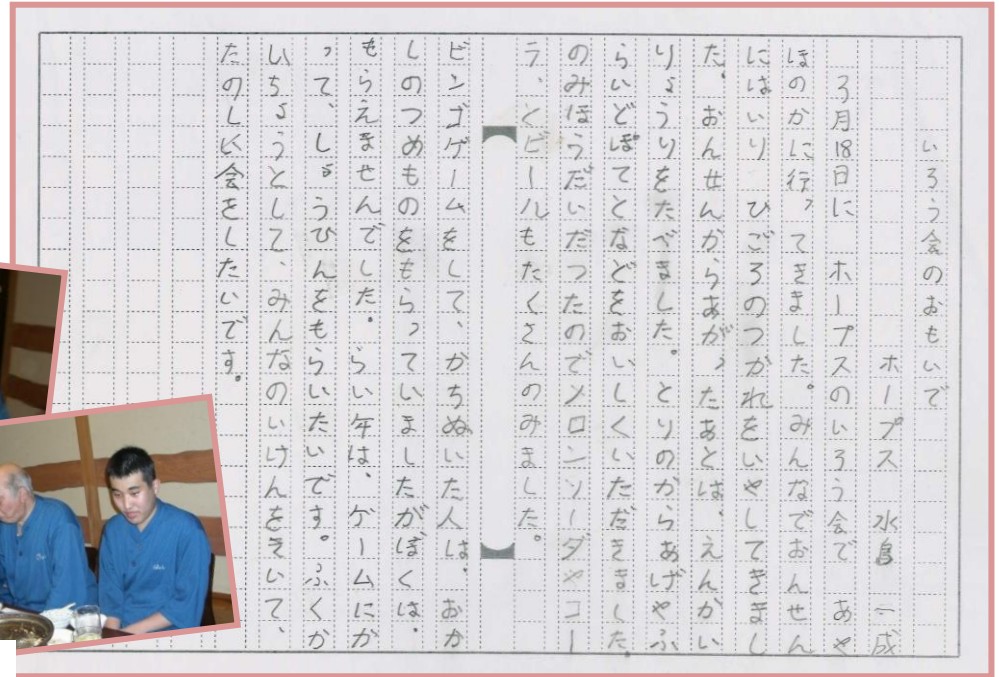 いろう会のおもいで
ホープス 水島 一成
3月18日に ホープスのいろう会で あや
ほのかに行ってきました。みんなでおんせん
にはいり ひごろのつかれをいやしてきまし
た。おんせんからあがったあとは、えんかい
りょうりをたべました。とりのからあげやふ
らいどぽてとなどをおいしくいただきました。
のみほうだいだったのでメロンソーダやコー
ラ、とビールもたくさんのみました。
ビンゴゲームをして、かちぬいた人は、おか
しのつめものをもらっていましたがぼくは、
もらえませんでした。らい年は、ゲームにか
って、しょうひんをもらいたいです。ふくか
いちょうとして、みんなのいけんをきいて、
たのしい会をしたいです。